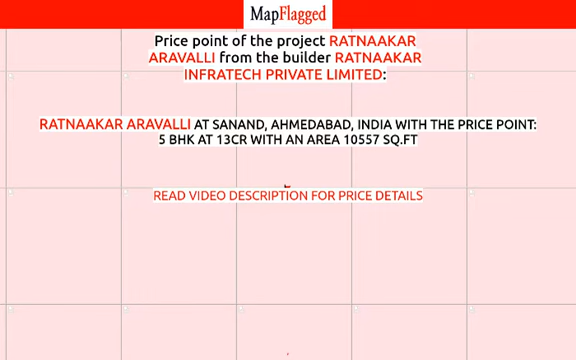 MapFlagged
Price point of the project RATNAAKAR
ARAVALLI from the builder RATNAAKAR
INFRATECH PRIVATE LIMITED:
RATNAAKAR ARAVALLI AT SANAND, AHMEDABAD, INDIA WITH THE PRICE POINT:
5 BHK AT 13CR WITH AN AREA 10557 SQ.FT
READ VIDEO DESCRIPTION FOR PRICE DETAILS